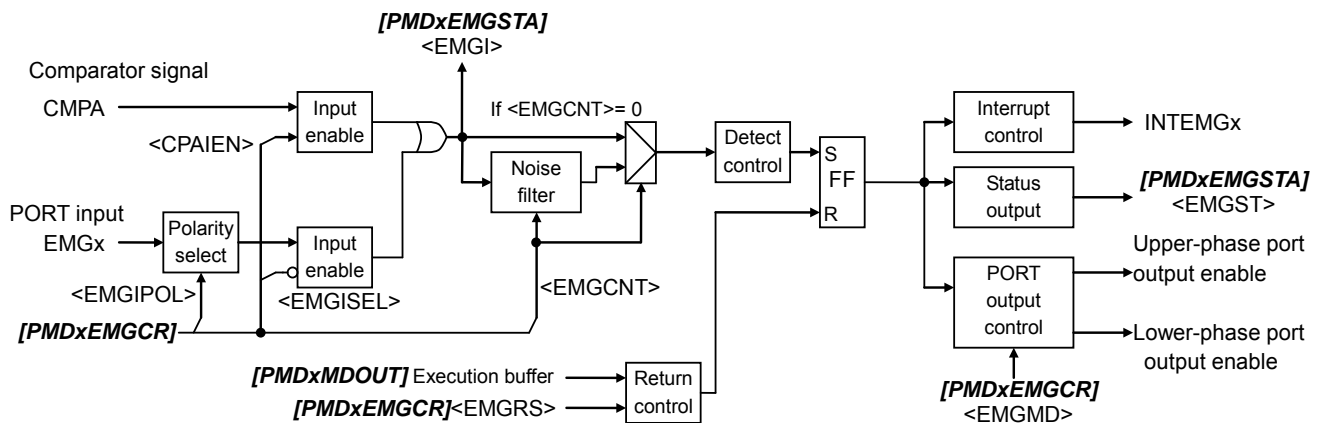 [PMDxEMGSTA]
<EMGI>
Comparator signal
CMPA
<CPAIEN>
Input
enable
If <EMGCNT>= 0
Noise
filter
Detect
control
S
FF
R
Interrupt
control
INTEMGx
Status
output
[PMDxEMGSTA]
<EMGST>
PORT input
EMGx
Polarity
select
Input
enable
<EMGIPOL>
<EMGISEL>
<EMGCNT>
[PMDxEMGCR]
PORT
output
control
Upper-phase port
output enable
Lower-phase port
output enable
[PMDxMDOUT] Execution buffer
[PMDxEMGCR]<EMGRS>
Return
control
[PMDxEMGCR]
<EMGMD>